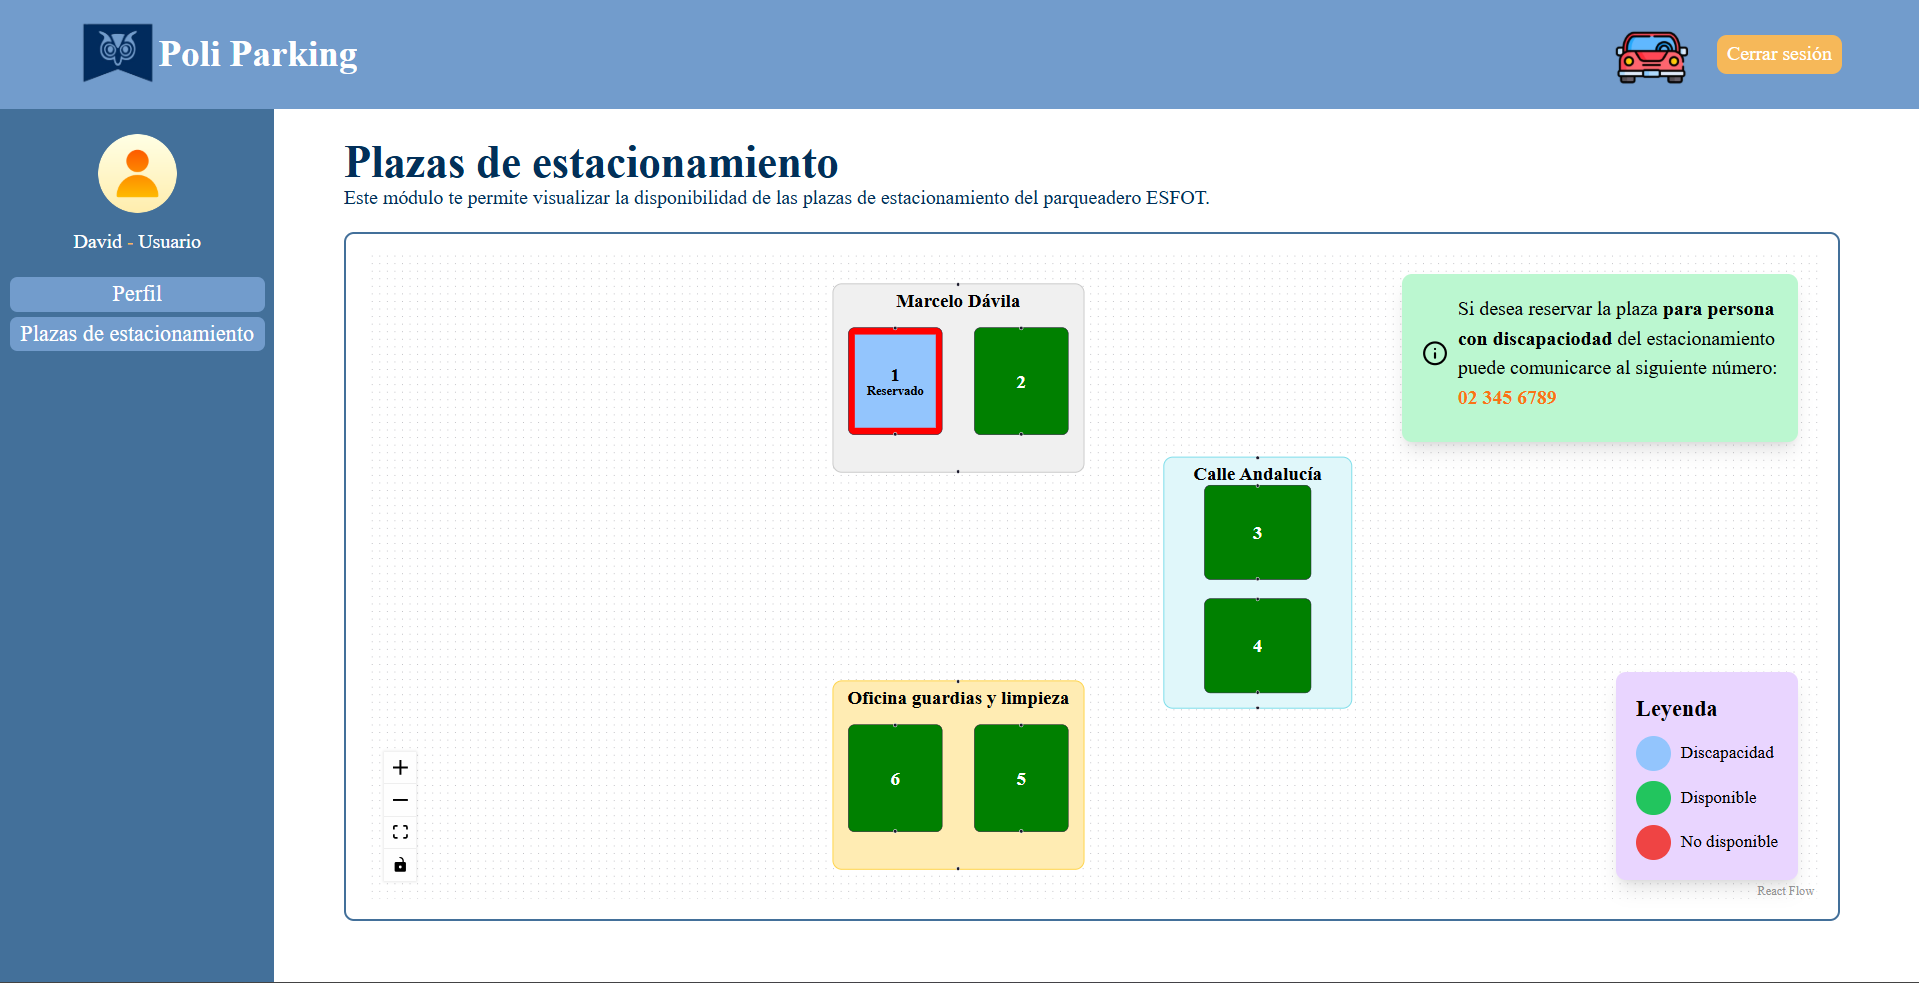 Poli Parking
Cerrar sesión
David - Usuario
Perfil
Plazas de estacionamiento
Plazas de estacionamiento
Este módulo te permite visualizar la disponibilidad de las plazas de estacionamiento del parqueadero ESFOT.
Marcelo Dávila
1
Reservado
2
Si desea reservar la plaza para persona
con discapaciodad del estacionamiento
puede comunicarce al siguiente número:
02 345 6789
Calle Andalucía
3
4
Oficina guardias y limpieza
6
5
Leyenda
Discapacidad
Disponible
No disponible
React Flow